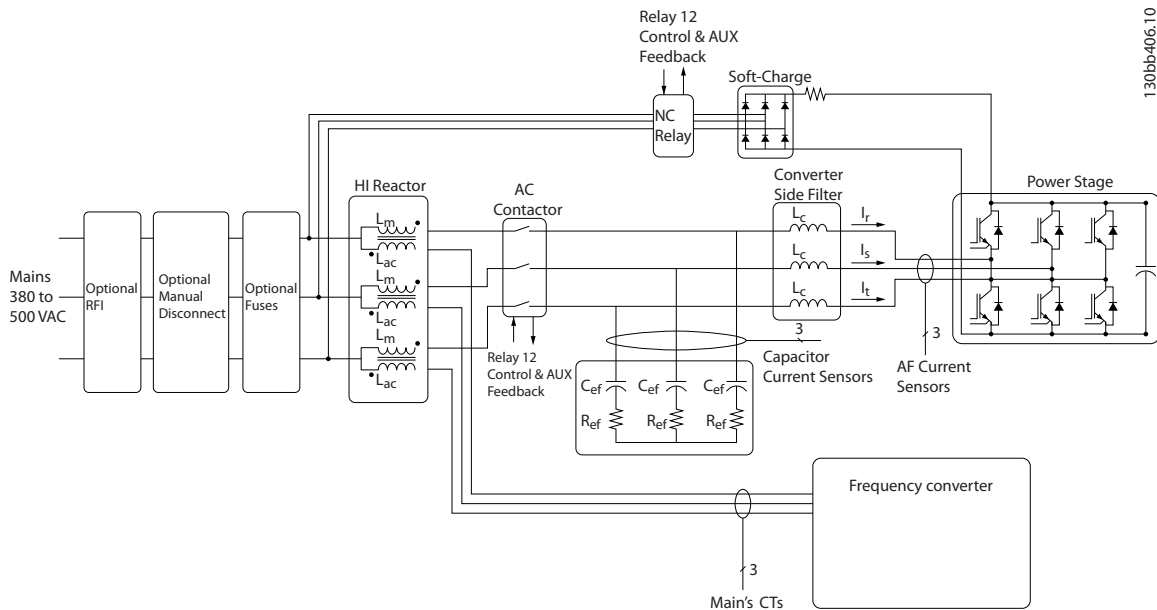 130bb406.10
Relay 12
Control & AUX
Feedback
NC
Relay
Soft-Charge
HI Reactor
AC
Contactor
Converter
Side Filter
Power Stage
Mains
380 to
500 VAC
Optional
RFI
Optional
Manual
Disconnect
Optional
Fuses
Lm
Lac
Lm
Lac
Lm
Lac
Lc
Lc
Lc
Ir
Is
It
Relay 12
Control & AUX
Feedback
3
Capacitor
Current Sensors
3
AF Current
Sensors
Cef
Cef
Cef
Ref
Ref
Ref
Frequency converter
3
Main's CTs